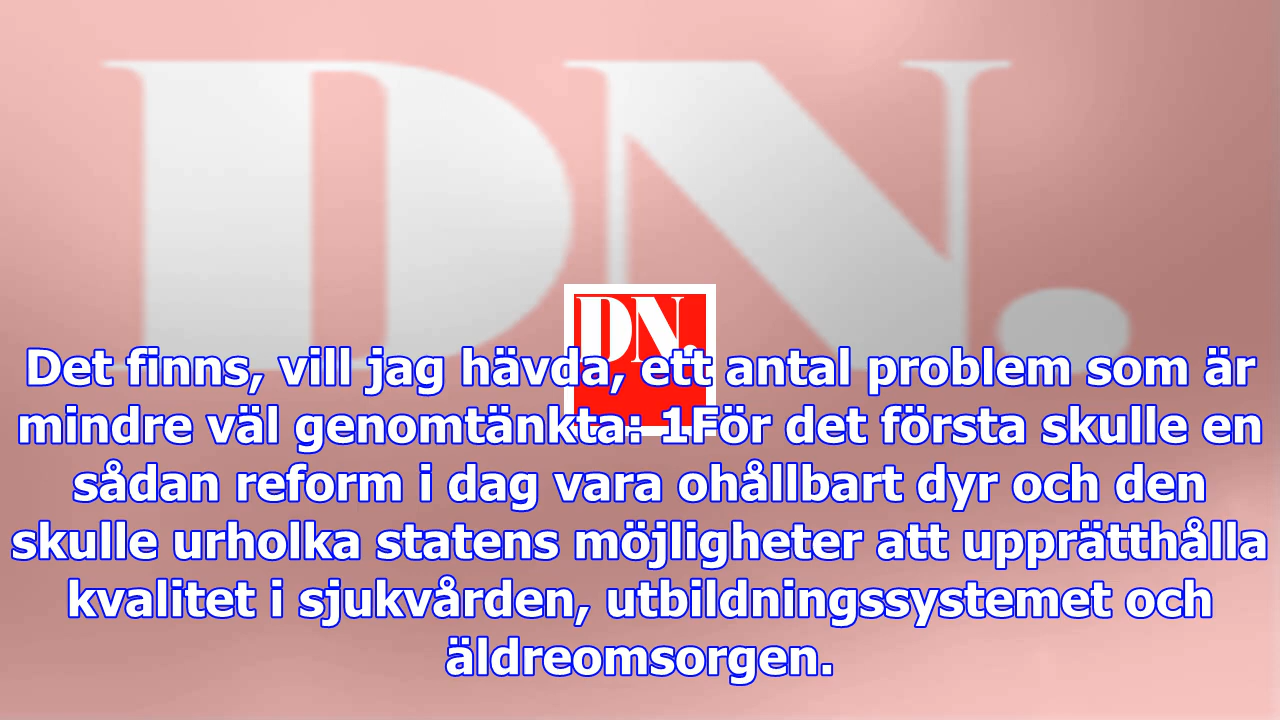 DN.
DN.
Det finns, vill jag hävda, ett antal problem som är
mindre väl genomtänkta: 1För det första skulle en
sådan reform i dag vara ohållbart dyr och den
skulle urholka statens möjligheter att upprätthålla
kvalitet i sjukvården, utbildningssystemet och
äldreomsorgen.